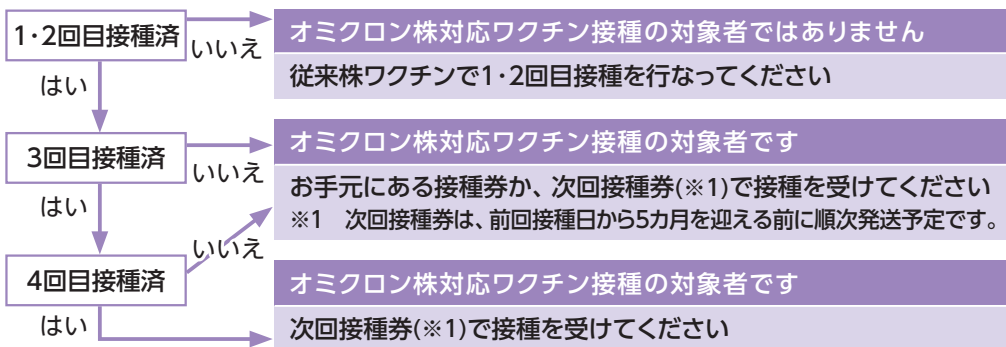 1・2回目接種済
いいえ
オミクロン株対応ワクチン接種の対象者ではありません
従来株ワクチンで1・2回目接種を行なってください
はい
3回目接種済
いいえ
オミクロン株対応ワクチン接種の対象者です
お手元にある接種券か、次回接種券(※1)で接種を受けてください
※1　次回接種券は、前回接種日から5カ月を迎える前に順次発送予定です。
はい
いいえ
4回目接種済
オミクロン株対応ワクチン接種の対象者です
はい
次回接種券(※1)で接種を受けてください